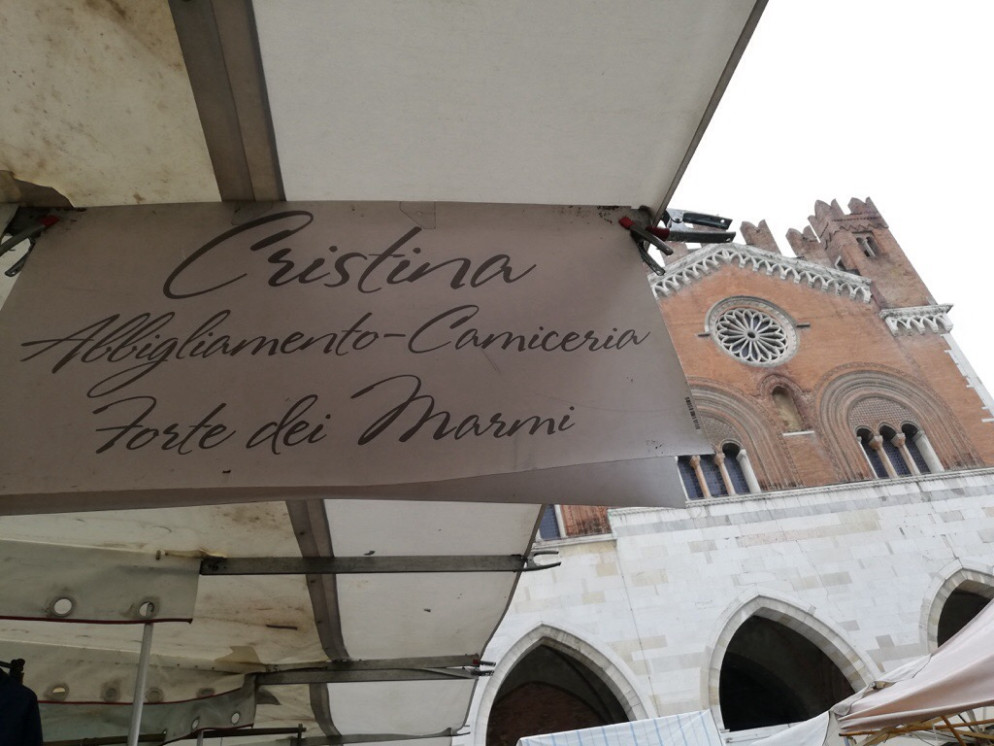 Cristina
Abbigliamento-Camiceria
Forte dei Marmi